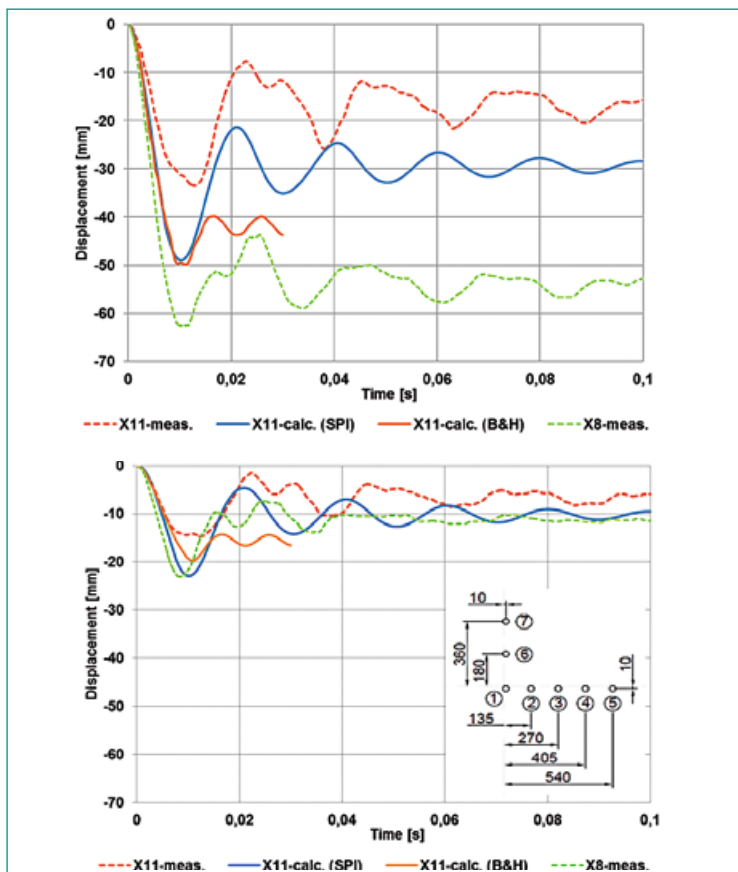 0
-10
-20
-30
-40
-50
-60
-70
Displacement [mm]
0 0,02 0,04 0,06 0,08 0,1
Time [s]
X11-meas. X11-calc. (SPI) X11-calc. (B&H) X8-meas.
0
-10
-20
-30
-40
-50
-60
-70
Displacement [mm]
10
360
180
10
7
6
1 2 3 4 5
135
270
405
540
0 0,02 0,04 0,06 0,08 0,1
Time [s]
X11-meas. X11-calc. (SPI) X11-calc. (B&H) X8-meas.